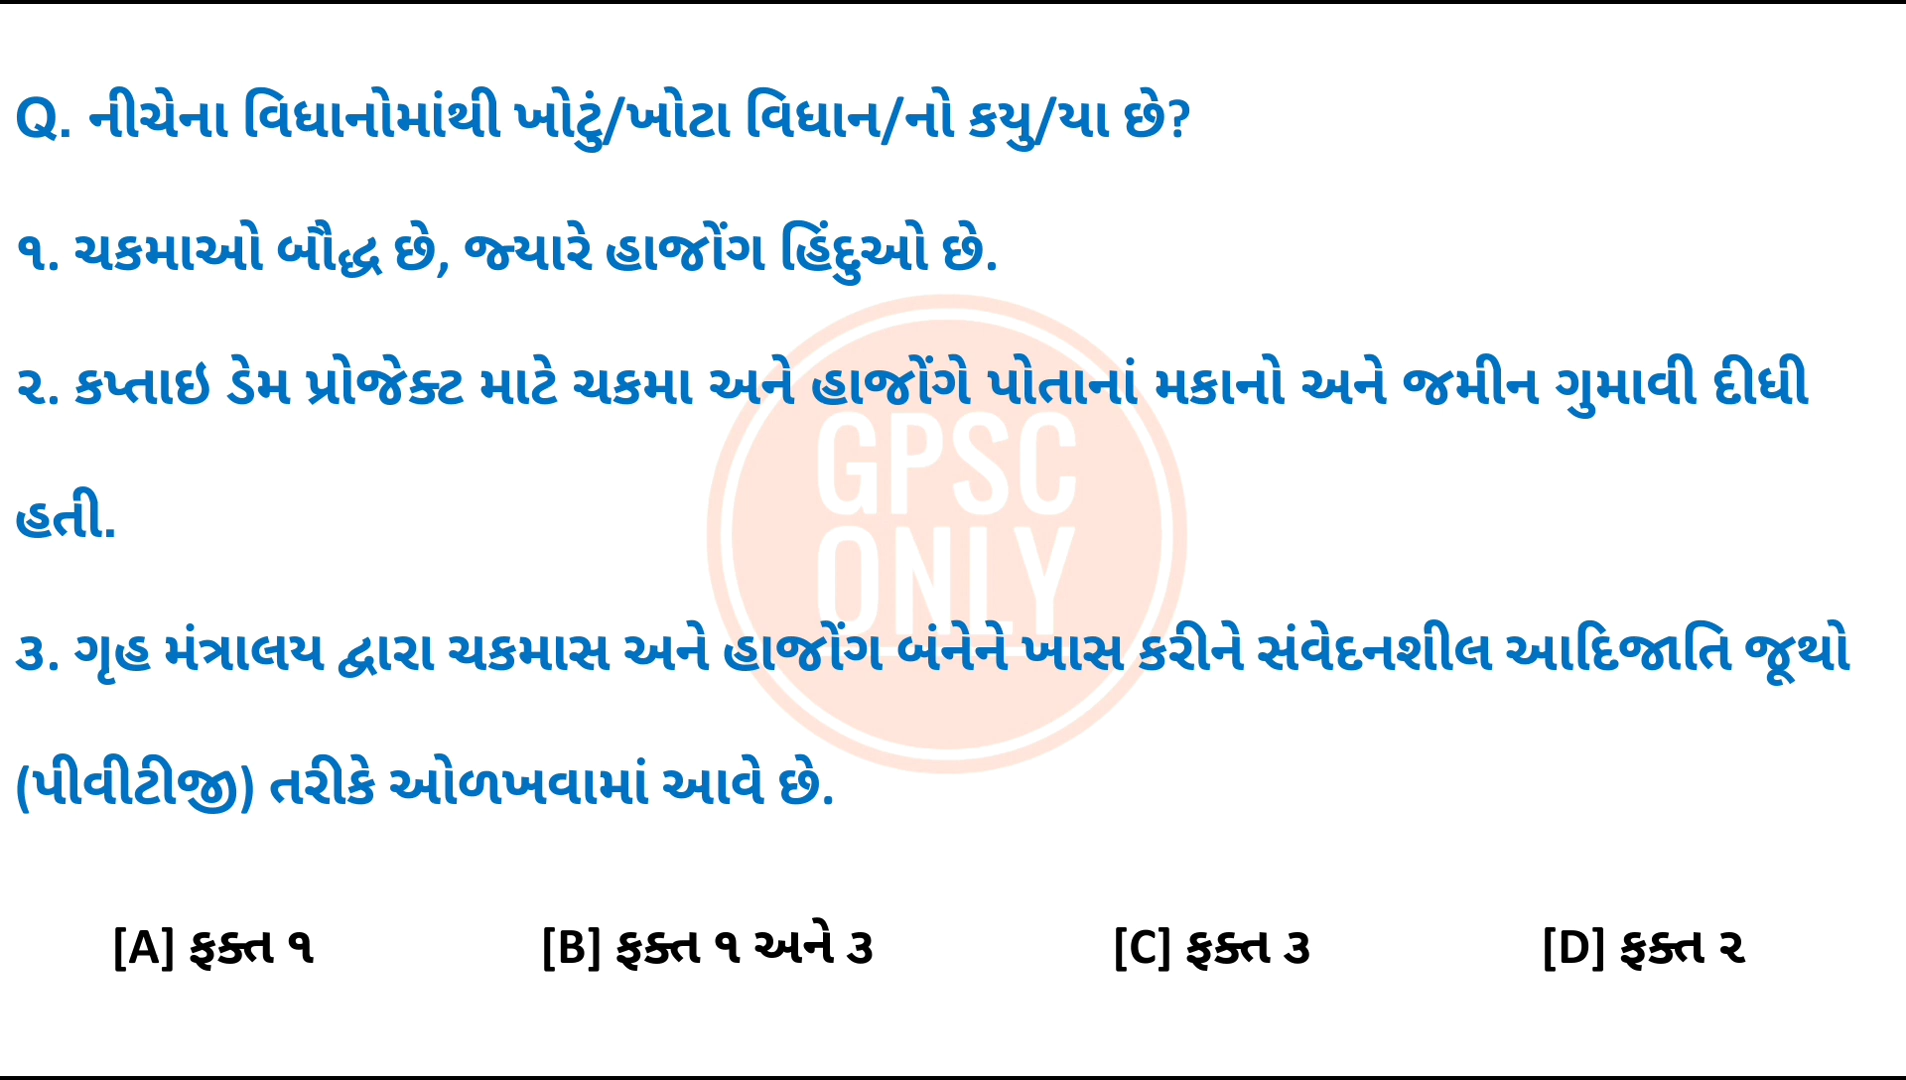 Q. નીચેના વિધાનોમાંથી ખોટું/ખોટા વિધાન/નો કયુ/યા છે?
૧. ચકમાઓ બૌદ્ધ છે, જ્યારે હાજોંગ હિંદુઓ છે.
૨. કપ્તાઇ ડેમ પ્રોજેક્ટ માટે ચકમા અને હાજોંગે પોતાનાં મકાનો અને જમીન ગુમાવી દીધી
હતી.
૩. ગૃહ મંત્રાલય દ્વારા ચકમાસ અને હાજોંગ બંનેને ખાસ કરીને સંવેદનશીલ આદિજાતિ જૂથો
(પીવીટીજી) તરીકે ઓળખવામાં આવે છે.
[A] ફક્ત ૧ [B] ફક્ત ૧ અને ૩ [C] ફક્ત ૩ [D] ફક્ત ૨
GPSC
ONLY